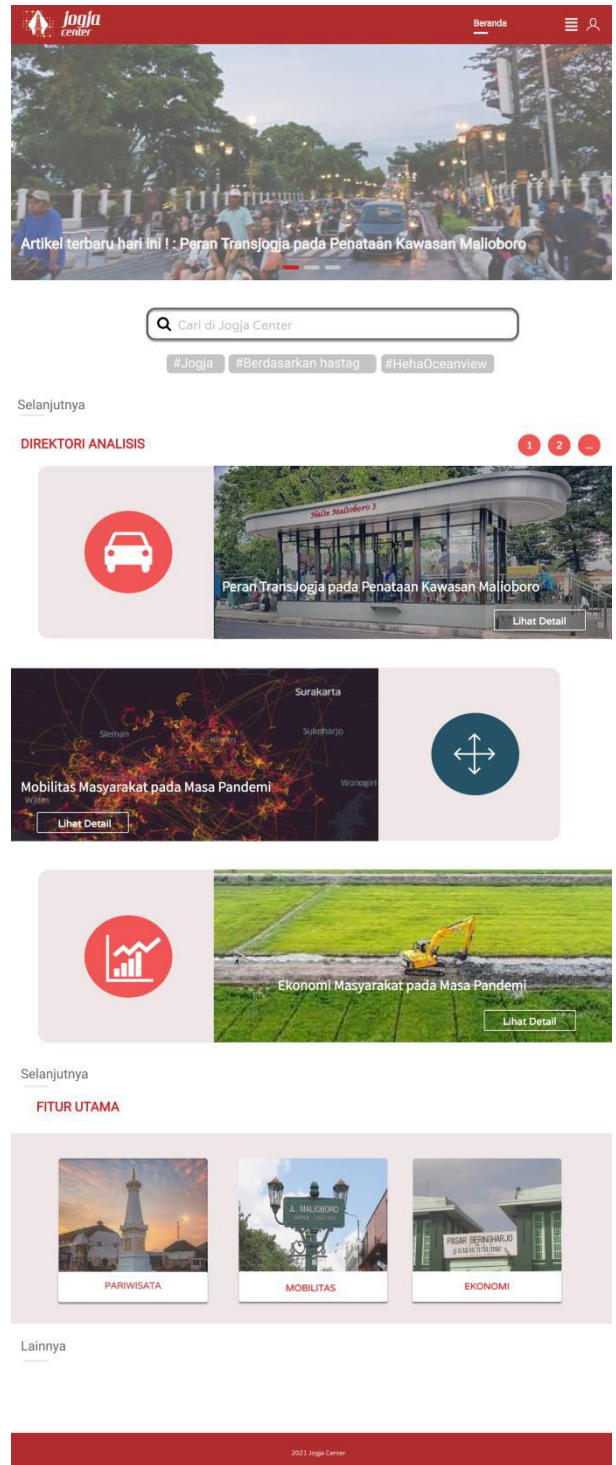 jogja
center
Beranda
Artikel terbaru hari ini ! : Peran Transjogja pada Penataan Kawasan Malioboro
Cari di Jogja Center
#Jogja #Berdasarkan hastag #HehaOceanview
Selanjutnya
DIREKTORI ANALISIS
1 2 ...
Halte Malioboro 3
Peran TransJogja pada Penataan Kawasan Malioboro
Lihat Detail
Surakarta
Sleman
Sukoharjo
Wonogiri
Mobilitas Masyarakat pada Masa Pandemi
Wates
Lihat Detail
Ekonomi Masyarakat pada Masa Pandemi
Lihat Detail
Selanjutnya
FITUR UTAMA
JL. MALIOBORO
PASAR BERINGHARJO
PARIWISATA
MOBILITAS
EKONOMI
Lainnya
2021 Jogja Center